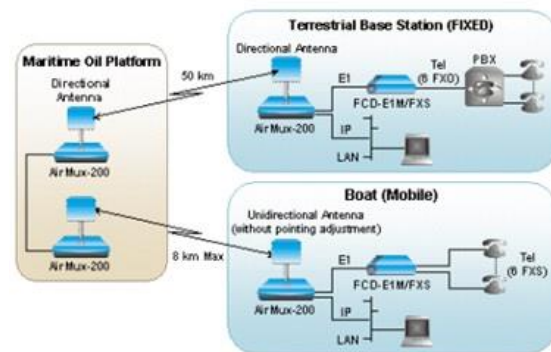 Maritime Oil Platform
Directional
Antenna
AirMux-200
AirMux-200
50 km
8 km Max
Terrestrial Base Station (FIXED)
Directional Antenna
AirMux-200
E1
FCD-E1M/FXS
Tel
(6 FXO)
PBX
IP
LAN
Boat (Mobile)
Unidirectional Antenna
(without pointing adjustment)
AirMux-200
E1
FCD-E1M/FXS
Tel
(6 FXS)
IP
LAN